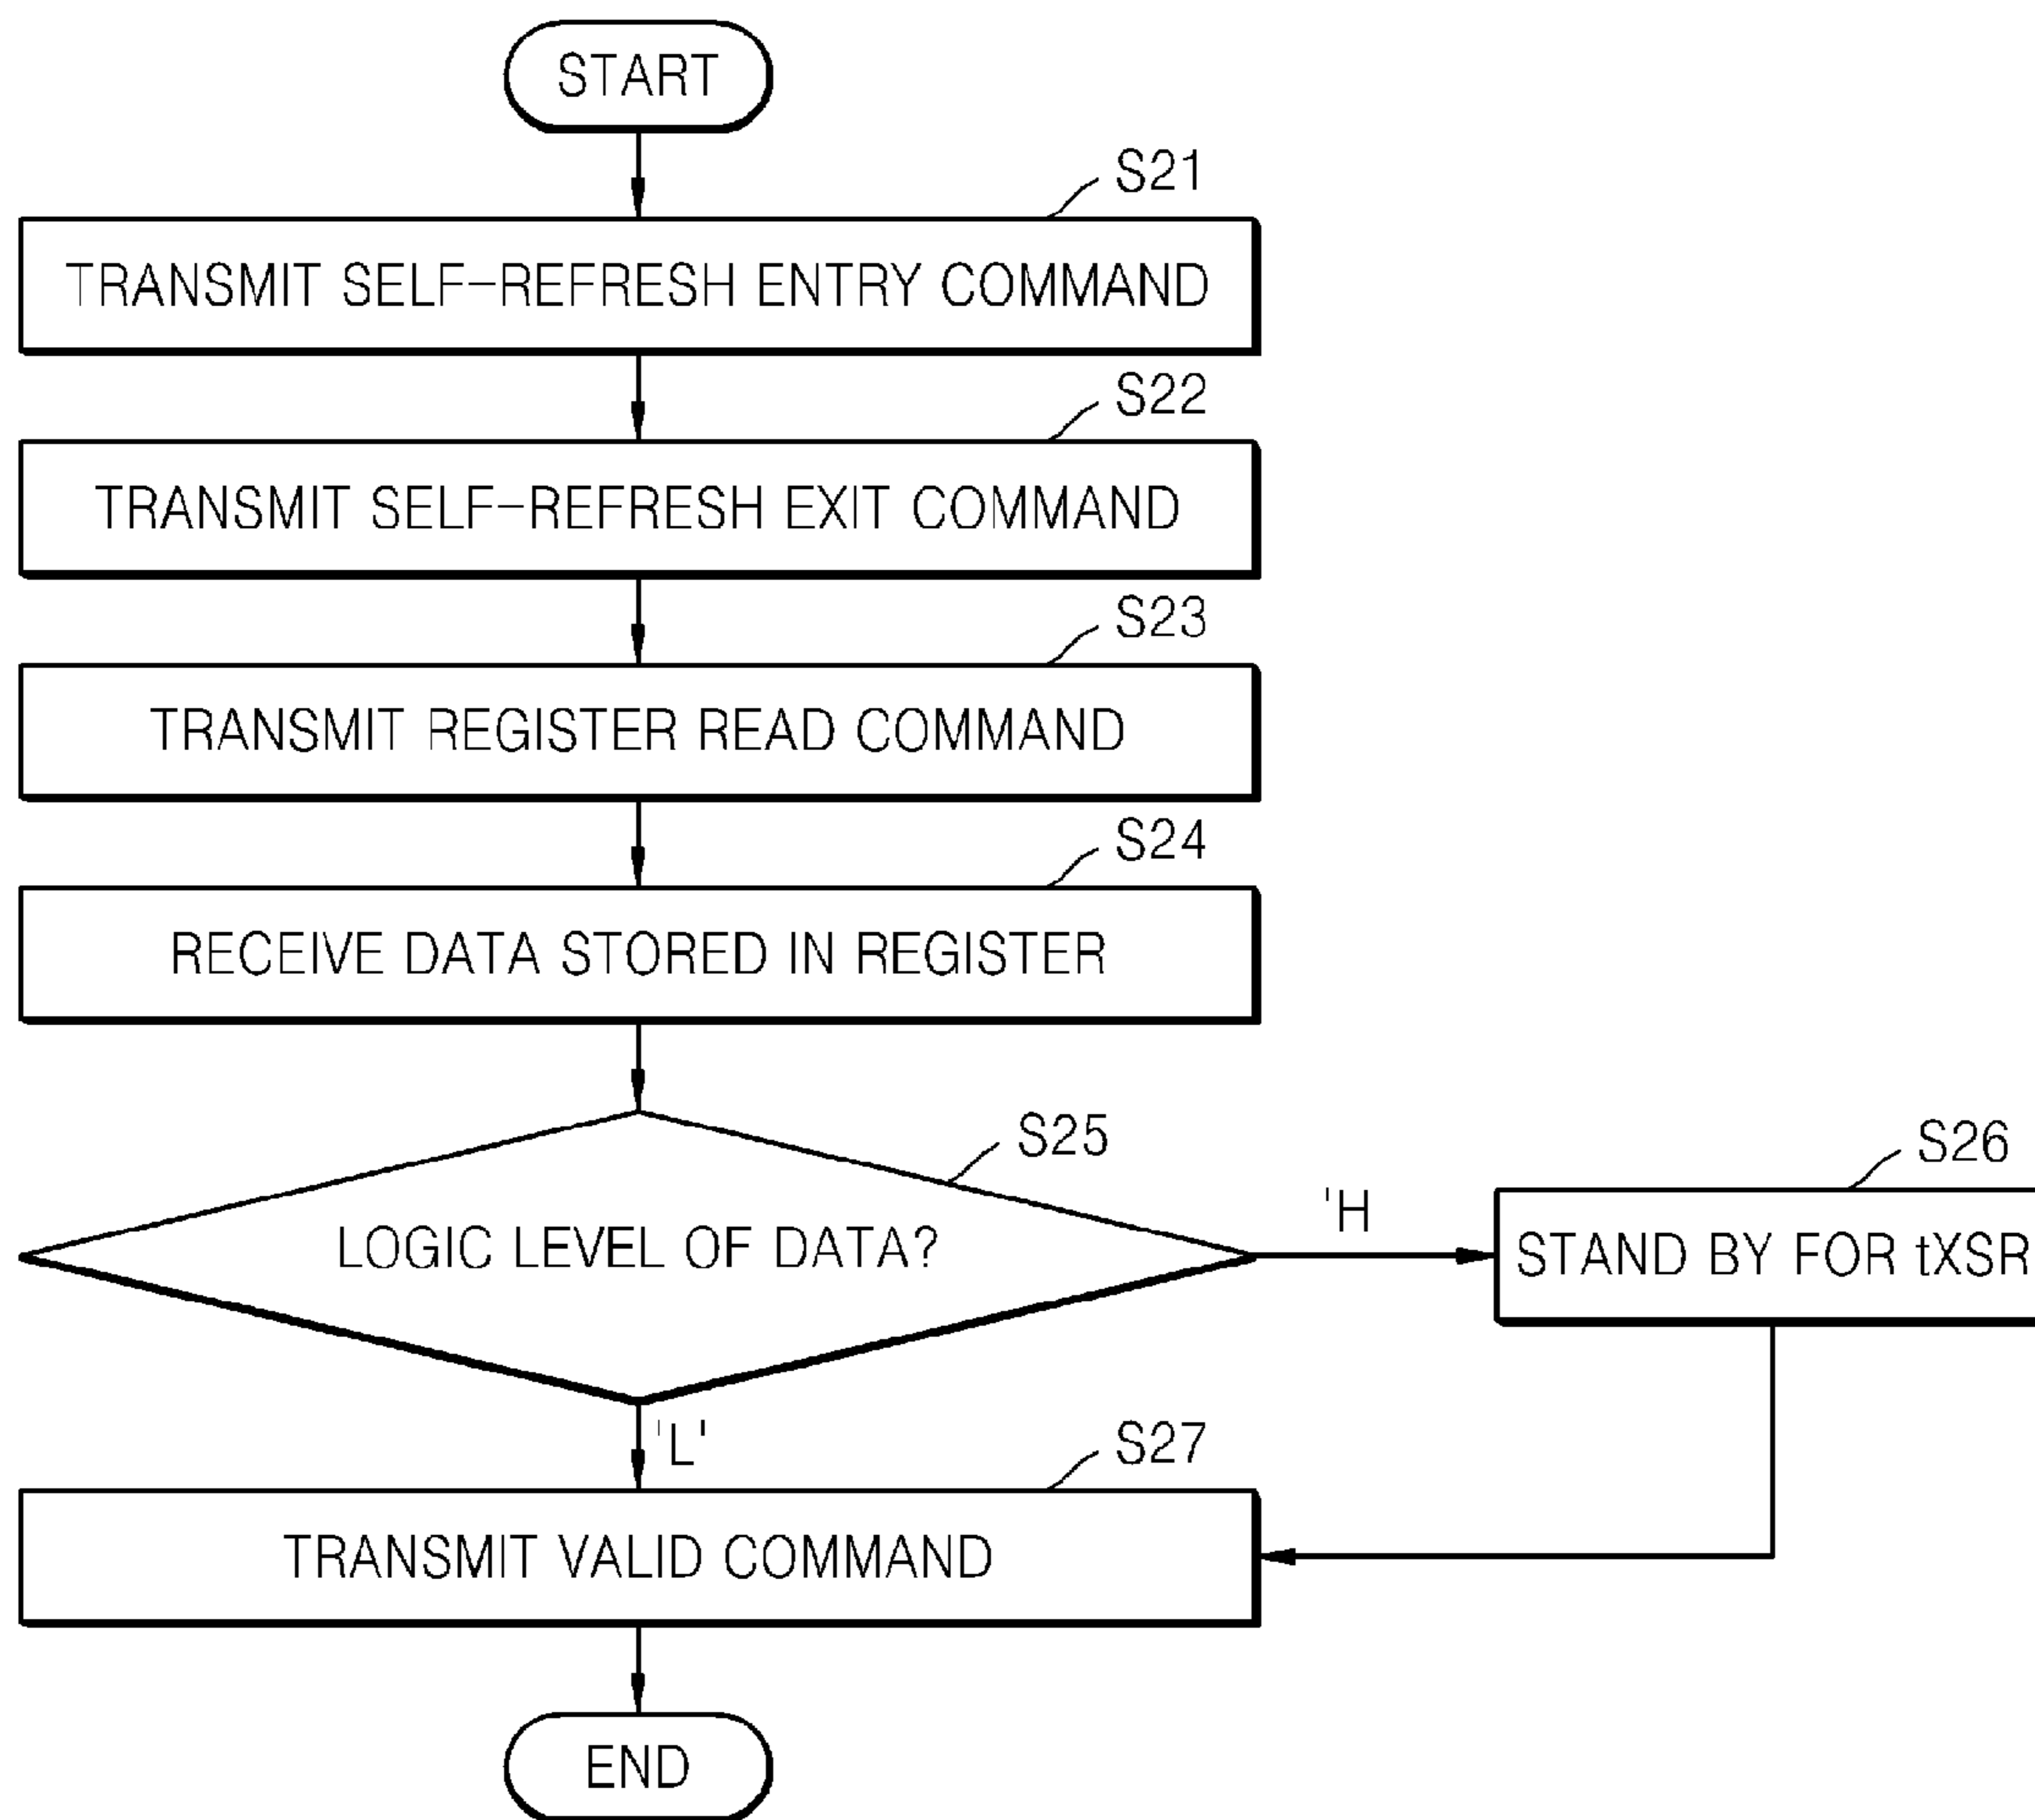 START
S21
TRANSMIT SELF-REFRESH ENTRY COMMAND
S22
TRANSMIT SELF-REFRESH EXIT COMMAND
S23
TRANSMIT REGISTER READ COMMAND
S24
RECEIVE DATA STORED IN REGISTER
S25
LOGIC LEVEL OF DATA?
'H
S26
STAND BY FOR tXSR
'L'
S27
TRANSMIT VALID COMMAND
END